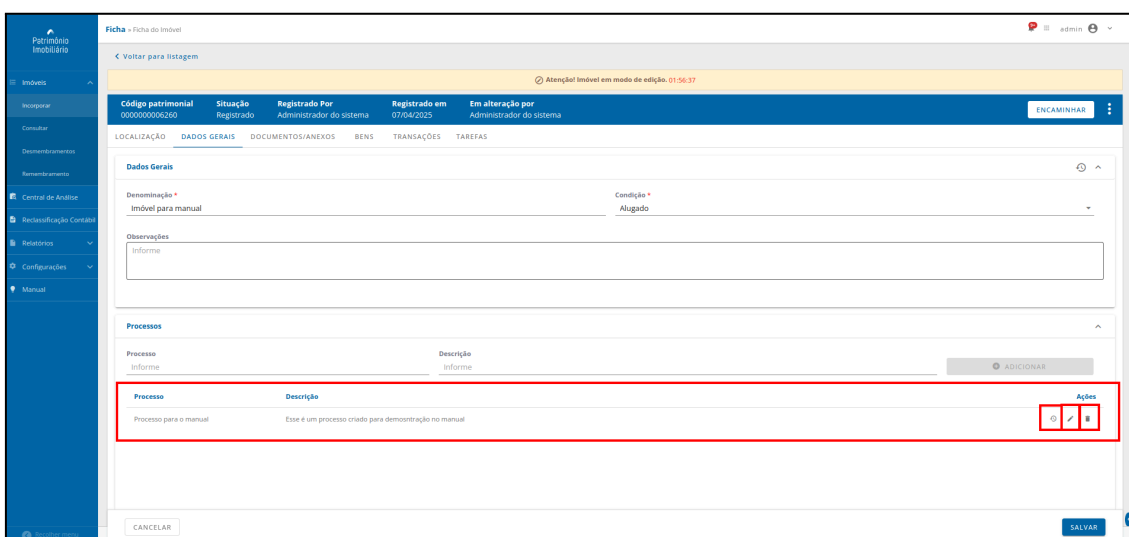 Patrimônio
Imobiliário
Ficha » Ficha do Imóvel
admin
Voltar para listagem
Atenção! Imóvel em modo de edição. 01:56:37
Imóveis
Incorporar
Consultar
Desmembramentos
Remembramento
Central de Análise
Reclassificação Contábil
Relatórios
Configurações
Manual
Recolher menu
Código patrimonial Situação Registrado Por Registrado em Em alteração por
0000000006260 Registrado Administrador do sistema 07/04/2025 Administrador do sistema
ENCAMINHAR
LOCALIZAÇÃO DADOS GERAIS DOCUMENTOS/ANEXOS BENS TRANSAÇÕES TAREFAS
Dados Gerais
Denominação * Condição *
Imóvel para manual Alugado
Observações
Informe
Processos
Processo Descrição
Informe Informe
ADICIONAR
Processo Descrição Ações
Processo para o manual Esse é um processo criado para demosntração no manual
CANCELAR SALVAR